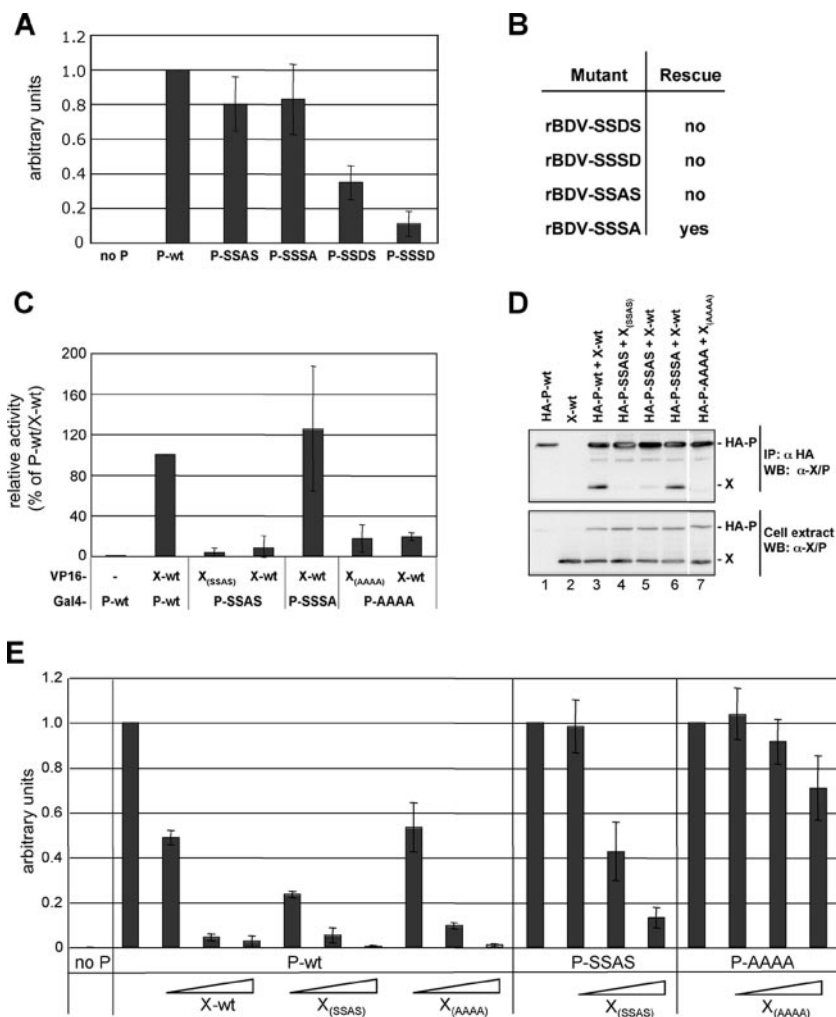 A
arbitrary units
1.2
1.0
0.8
0.6
0.4
0.2
0
no P P-wt P-SSAS P-SSSA P-SSDS P-SSSD
B
Mutant Rescue
rBDV-SSDS no
rBDV-SSSD no
rBDV-SSAS no
rBDV-SSSA yes
C
relative activity
(% of P-wt/X-wt)
200
160
120
80
40
20
0
VP16- - X-wt X(SSAS) X-wt X-wt X(AAAA) X-wt
Gal4- P-wt P-wt P-SSAS P-SSSA P-AAAA
D
HA-P-wt
X-wt
HA-P-wt + X-wt
HA-P-SSAS + X(SSAS)
HA-P-SSAS + X-wt
HA-P-SSSA + X-wt
HA-P-AAAA + X(AAAA)
- HA-P
- X
IP: α HA
WB: α-X/P
- HA-P
- X
Cell extract
WB: α-X/P
1 2 3 4 5 6 7
E
arbitrary units
1.2
1.0
0.8
0.6
0.4
0.2
0
no P P-wt P-SSAS P-AAAA
X-wt X(SSAS) X(AAAA) X(SSAS) X(AAAA)